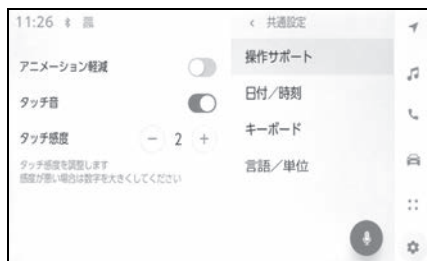 11:26
アニメーション軽減
タッチ音
タッチ感度
− 2 +
タッチ感度を調整します
感度が悪い場合は数字を大きくしてください
< 共通設定
操作サポート
日付/時刻
キーボード
言語/単位